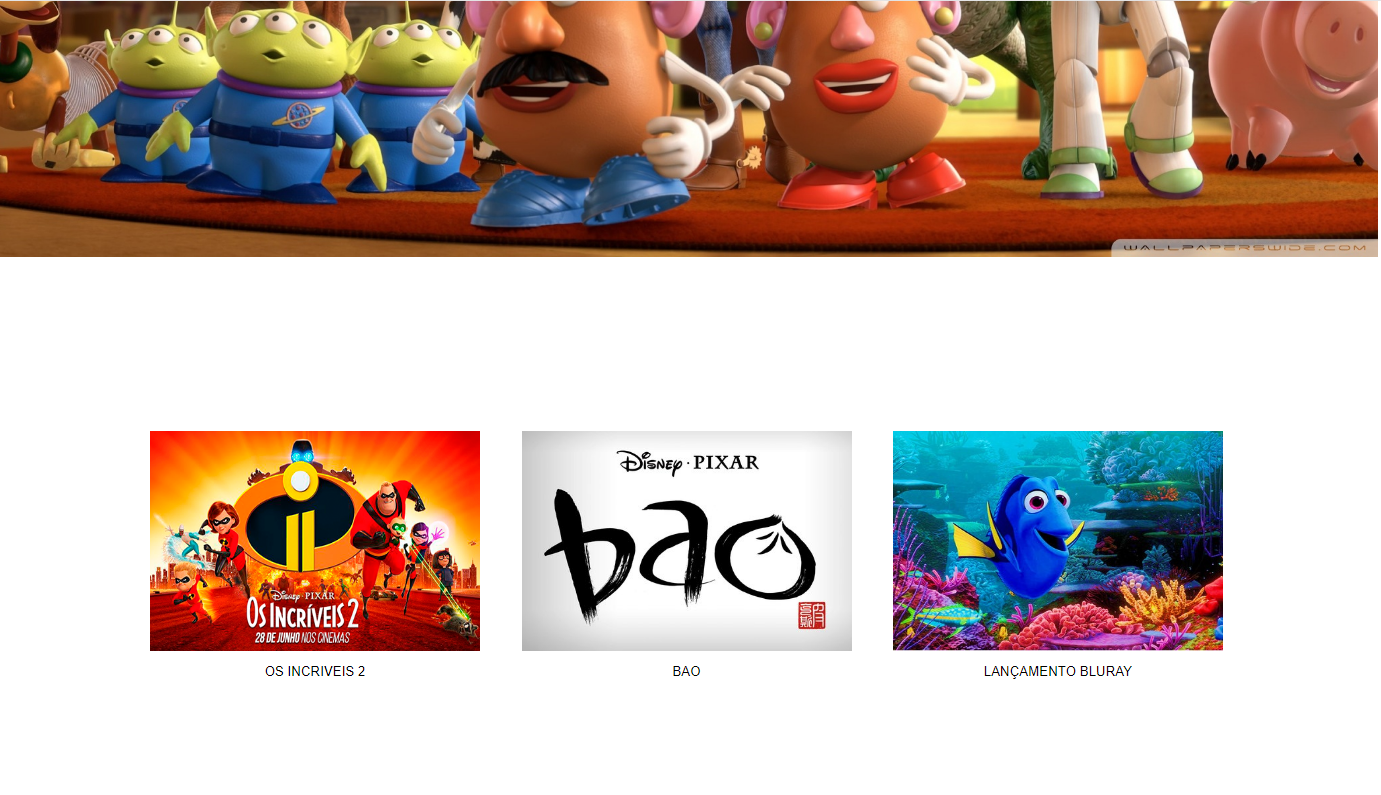 WALLPAPERSWIDE.COM
DISNEY · PIXAR
OS INCRÍVEIS 2
28 DE JUNHO NOS CINEMAS
DISNEY · PIXAR
bao
OS INCRIVEIS 2
BAO
LANÇAMENTO BLURAY